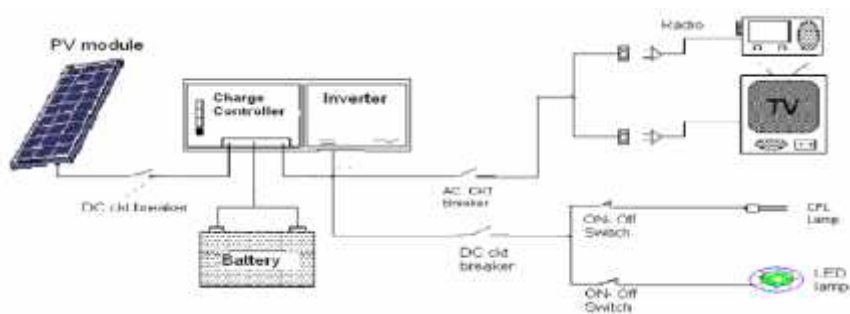 Radio
PV module
Charge
Controller
Inverter
TV
DC ckt breaker
AC CKT
breaker
Battery
ON- Off
Switch
CFL
Lamp
DC ckt
breaker
ON- Off
Switch
LED
lamp